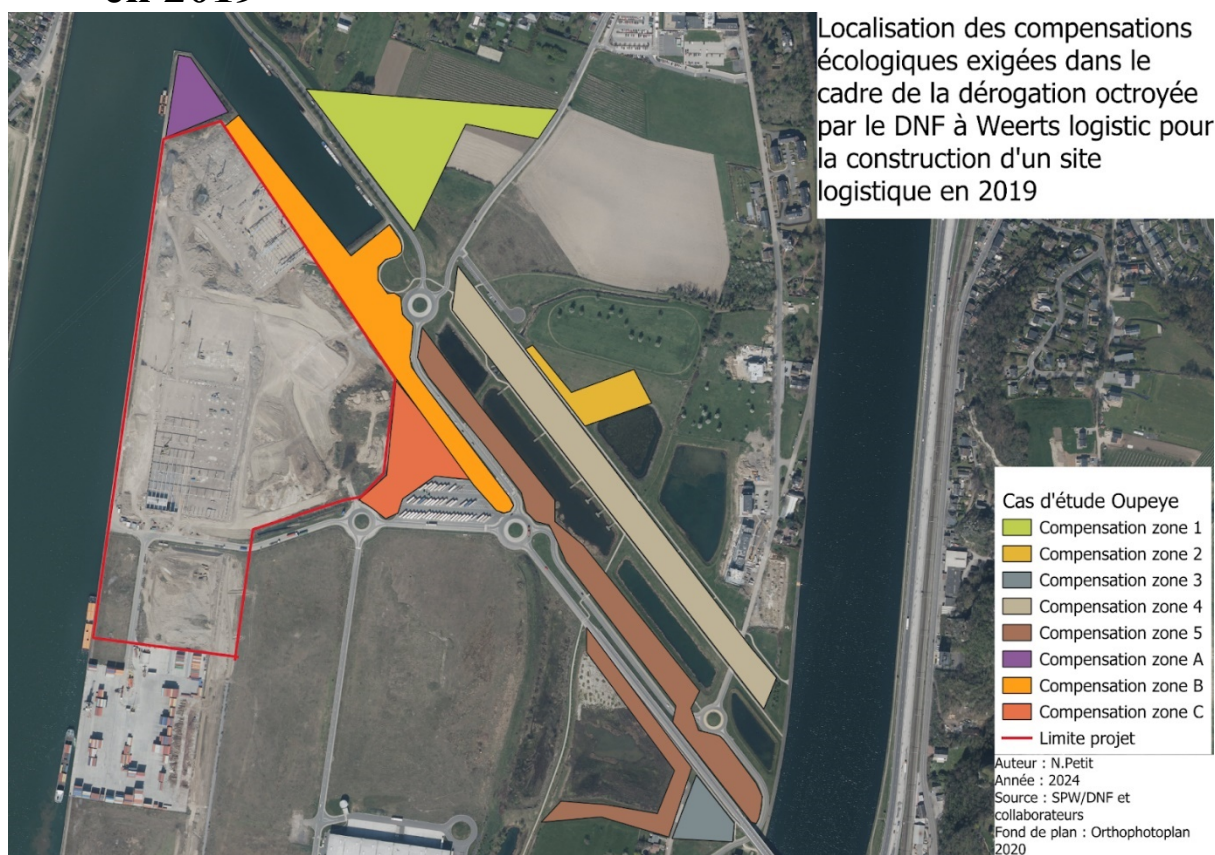 en 2019
Localisation des compensations
écologiques exigées dans le
cadre de la dérogation octroyée
par le DNF à Weerts logistic pour
la construction d'un site
logistique en 2019
Cas d'étude Oupeye
Compensation zone 1
Compensation zone 2
Compensation zone 3
Compensation zone 4
Compensation zone 5
Compensation zone A
Compensation zone B
Compensation zone C
Limite projet
Auteur : N.Petit
Année : 2024
Source : SPW/DNF et
collaborateurs
Fond de plan : Orthophotoplan
2020